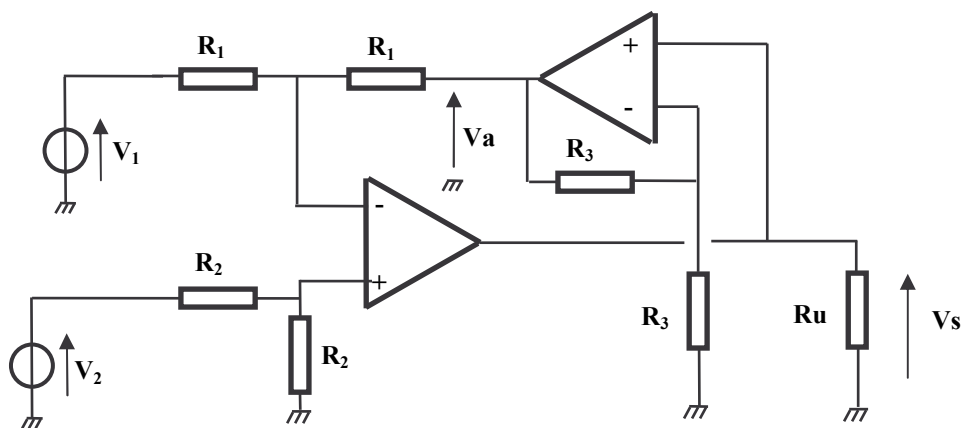 R₁
R₁
+
-
Va
R₃
V₁
-
R₂
+
R₃
Ru
Vs
R₂
V₂